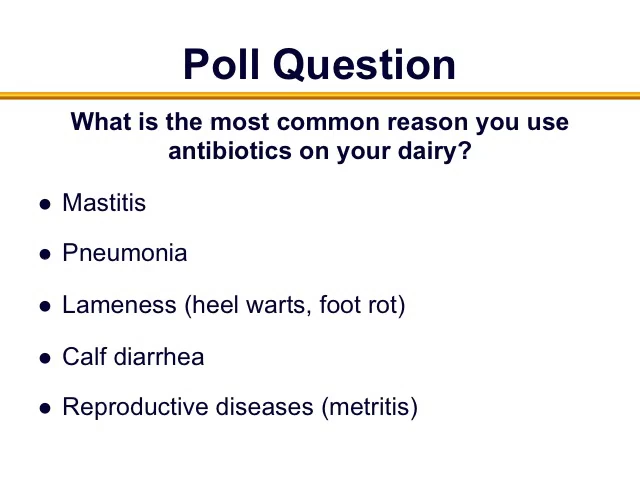 Poll Question
What is the most common reason you use
antibiotics on your dairy?
● Mastitis
● Pneumonia
● Lameness (heel warts, foot rot)
● Calf diarrhea
● Reproductive diseases (metritis)